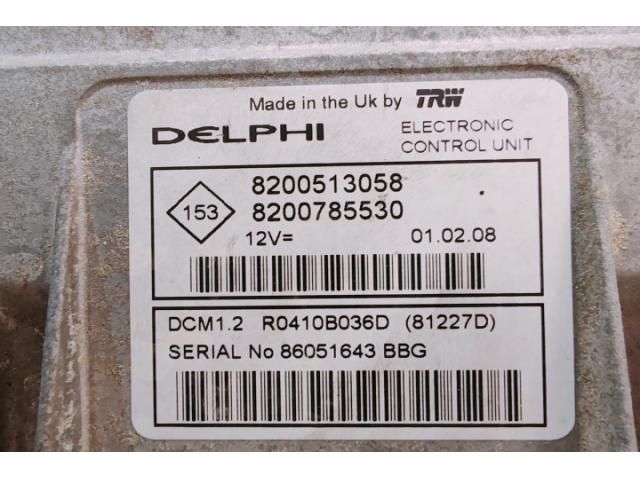 Made in the Uk by TRW
DELPHI ELECTRONIC
CONTROL UNIT
153
8200513058
8200785530
12V= 01.02.08
DCM1.2 R0410B036D (81227D)
SERIAL No 86051643 BBG